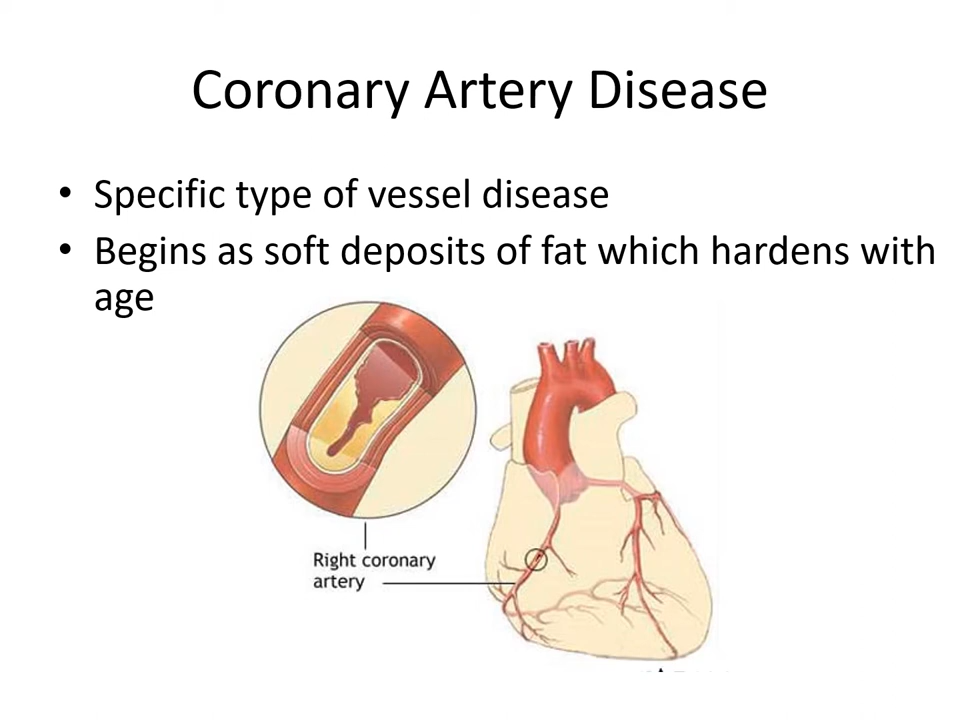 Coronary Artery Disease
• Specific type of vessel disease
• Begins as soft deposits of fat which hardens with
age
Right coronary
artery